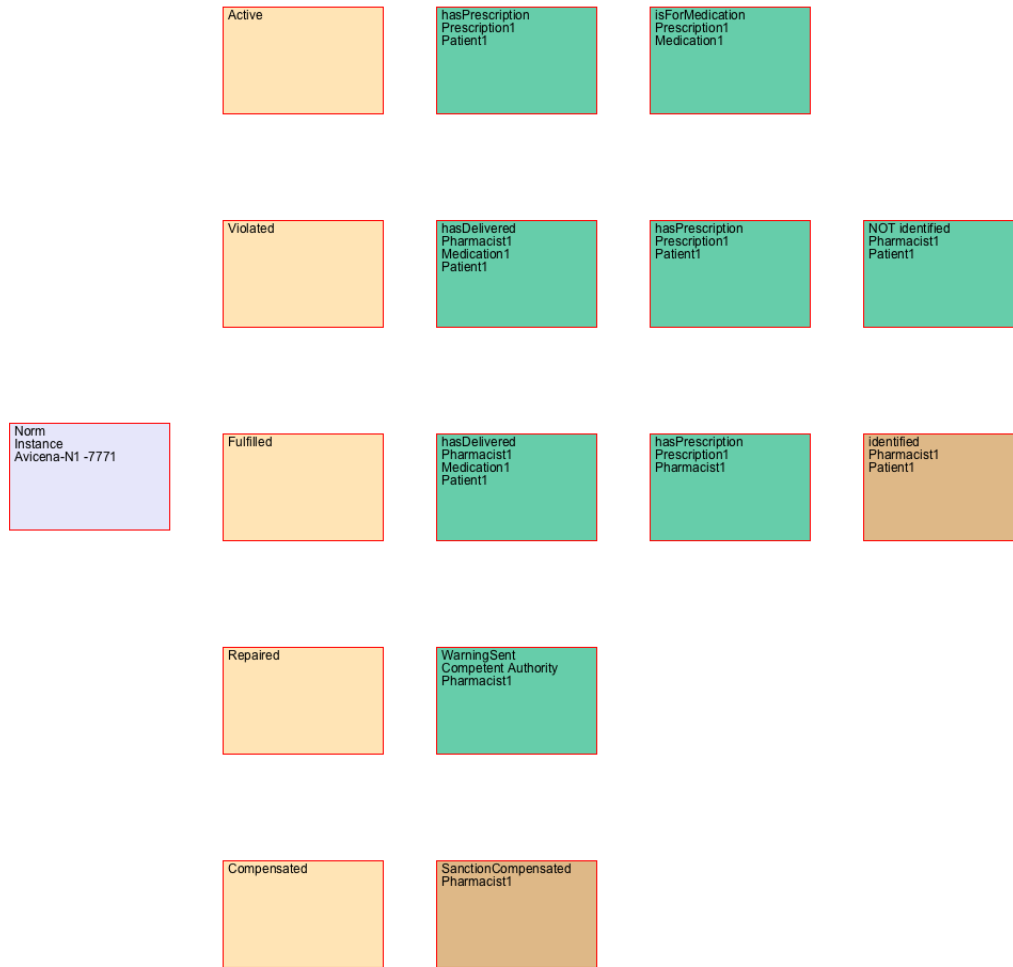 Active
hasPrescription
Prescription1
Patient1
isForMedication
Prescription1
Medication1
Violated
hasDelivered
Pharmacist1
Medication1
Patient1
hasPrescription
Prescription1
Patient1
NOT identified
Pharmacist1
Patient1
Norm
Instance
Avicena-N1 -7771
Fulfilled
hasDelivered
Pharmacist1
Medication1
Patient1
hasPrescription
Prescription1
Pharmacist1
identified
Pharmacist1
Patient1
Repaired
WarningSent
Competent Authority
Pharmacist1
Compensated
SanctionCompensated
Pharmacist1